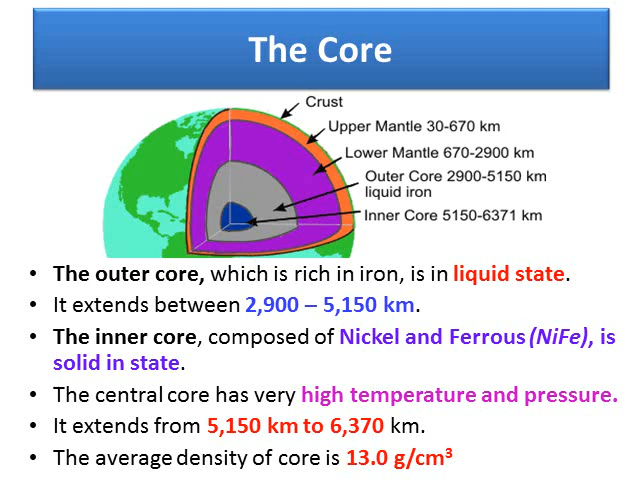 The Core
Crust
Upper Mantle 30-670 km
Lower Mantle 670-2900 km
Outer Core 2900-5150 km
liquid iron
Inner Core 5150-6371 km
• The outer core, which is rich in iron, is in liquid state.
• It extends between 2,900 – 5,150 km.
• The inner core, composed of Nickel and Ferrous (NiFe), is
solid in state.
• The central core has very high temperature and pressure.
• It extends from 5,150 km to 6,370 km.
• The average density of core is 13.0 g/cm³